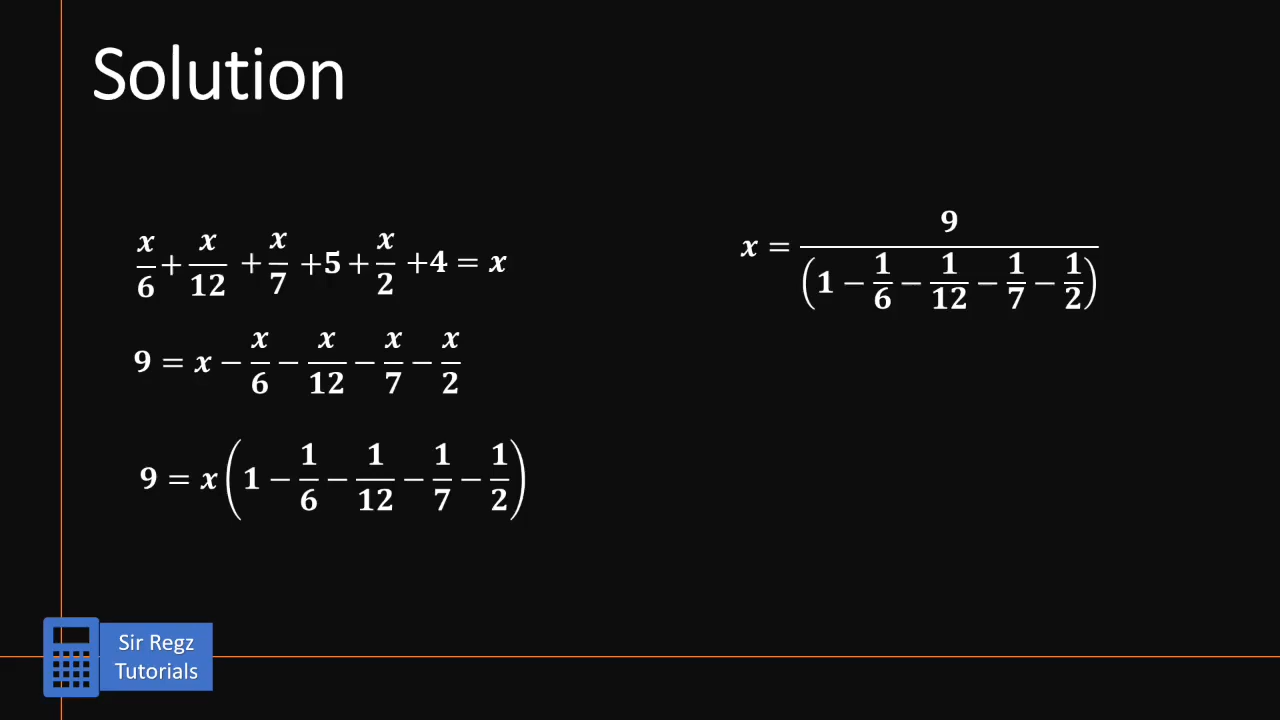 Solution
x/6 + x/12 + x/7 + 5 + x/2 + 4 = x
9 = x − x/6 − x/12 − x/7 − x/2
9 = x(1 − 1/6 − 1/12 − 1/7 − 1/2)
x = 9/(1 − 1/6 − 1/12 − 1/7 − 1/2)
Sir Regz
Tutorials